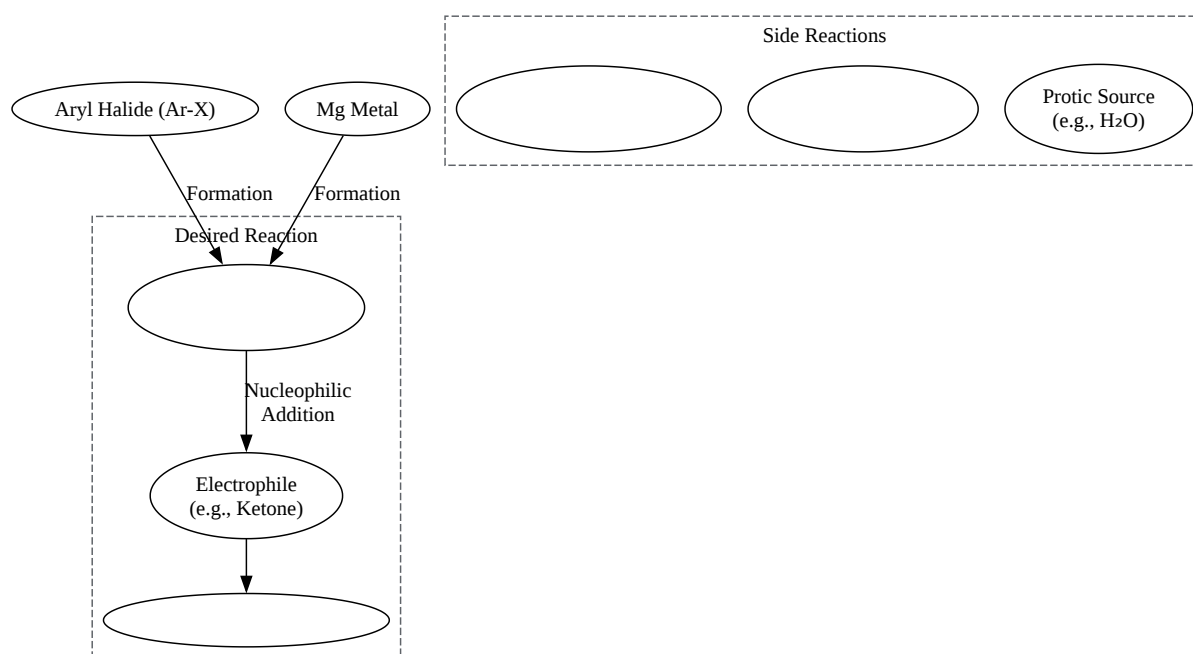 Side Reactions
Aryl Halide (Ar-X)
Mg Metal
Protic Source
(e.g., H₂O)
Formation
Formation
Desired Reaction
Nucleophilic
Addition
Electrophile
(e.g., Ketone)